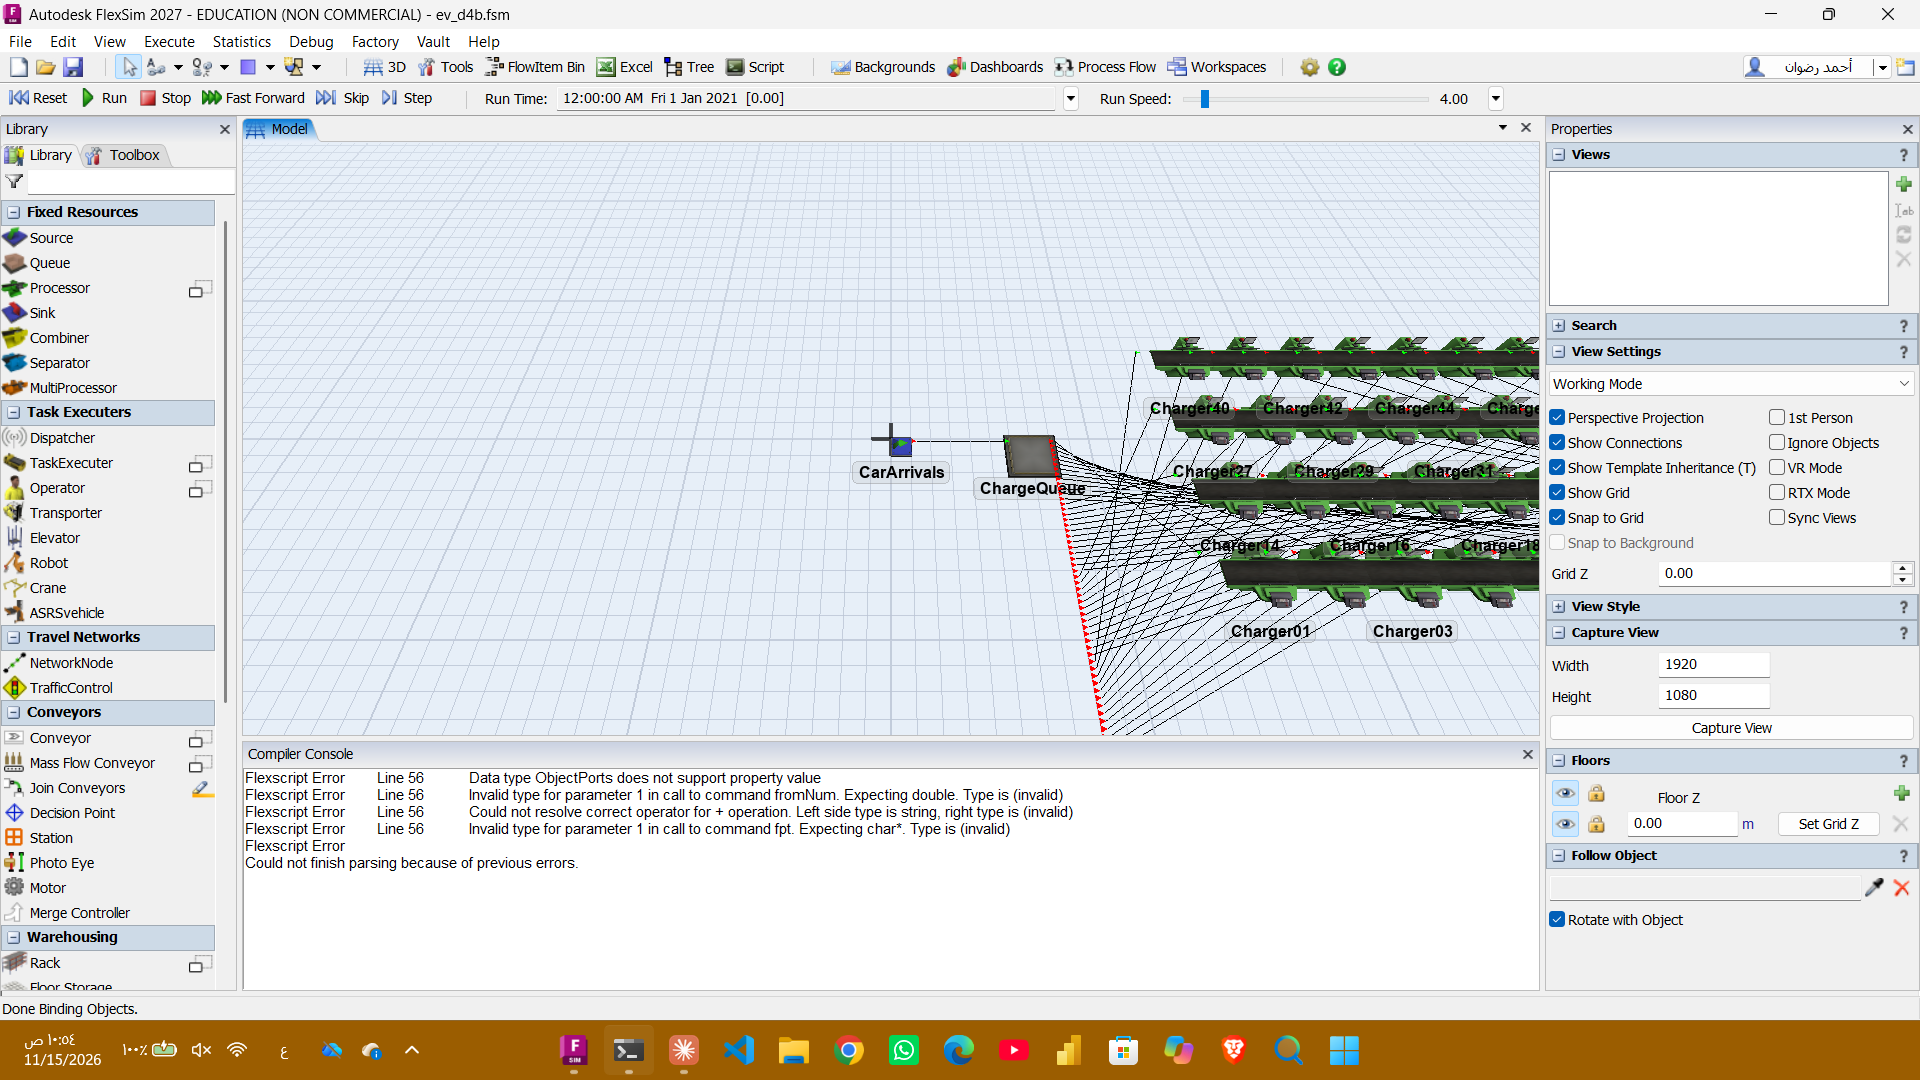 Autodesk FlexSim 2027 - EDUCATION (NON COMMERCIAL) - ev_d4b.fsm
File Edit View Execute Statistics Debug Factory Vault Help
3D Tools FlowItem Bin Excel Tree Script Backgrounds Dashboards Process Flow Workspaces أحمد رضوان
Reset Run Stop Fast Forward Skip Step Run Time: 12:00:00 AM Fri 1 Jan 2021 [0.00] Run Speed: 4.00
Library
Library Toolbox
Fixed Resources
Source
Queue
Processor
Sink
Combiner
Separator
MultiProcessor
Task Executers
Dispatcher
TaskExecuter
Operator
Transporter
Elevator
Robot
Crane
ASRSvehicle
Travel Networks
NetworkNode
TrafficControl
Conveyors
Conveyor
Mass Flow Conveyor
Join Conveyors
Decision Point
Station
Photo Eye
Motor
Merge Controller
Warehousing
Rack
Floor Storage
Model
Charger40 Charger42 Charger44 Charge
CarArrivals Charger27 Charger29 Charger31
ChargeQueue
Charger14 Charger16 Charger18
Charger01 Charger03
Compiler Console
Flexscript Error Line 56 Data type ObjectPorts does not support property value
Flexscript Error Line 56 Invalid type for parameter 1 in call to command fromNum. Expecting double. Type is (invalid)
Flexscript Error Line 56 Could not resolve correct operator for + operation. Left side type is string, right type is (invalid)
Flexscript Error Line 56 Invalid type for parameter 1 in call to command fpt. Expecting char*. Type is (invalid)
Flexscript Error
Could not finish parsing because of previous errors.
Properties
Views ?
Search ?
View Settings ?
Working Mode
Perspective Projection 1st Person
Show Connections Ignore Objects
Show Template Inheritance (T) VR Mode
Show Grid RTX Mode
Snap to Grid Sync Views
Snap to Background
Grid Z 0.00
View Style ?
Capture View ?
Width 1920
Height 1080
Capture View
Floors ?
Floor Z
0.00 m Set Grid Z
Follow Object ?
Rotate with Object
Done Binding Objects.
١٠:٥٤ ص
11/15/2026
١٠٠٪
ع